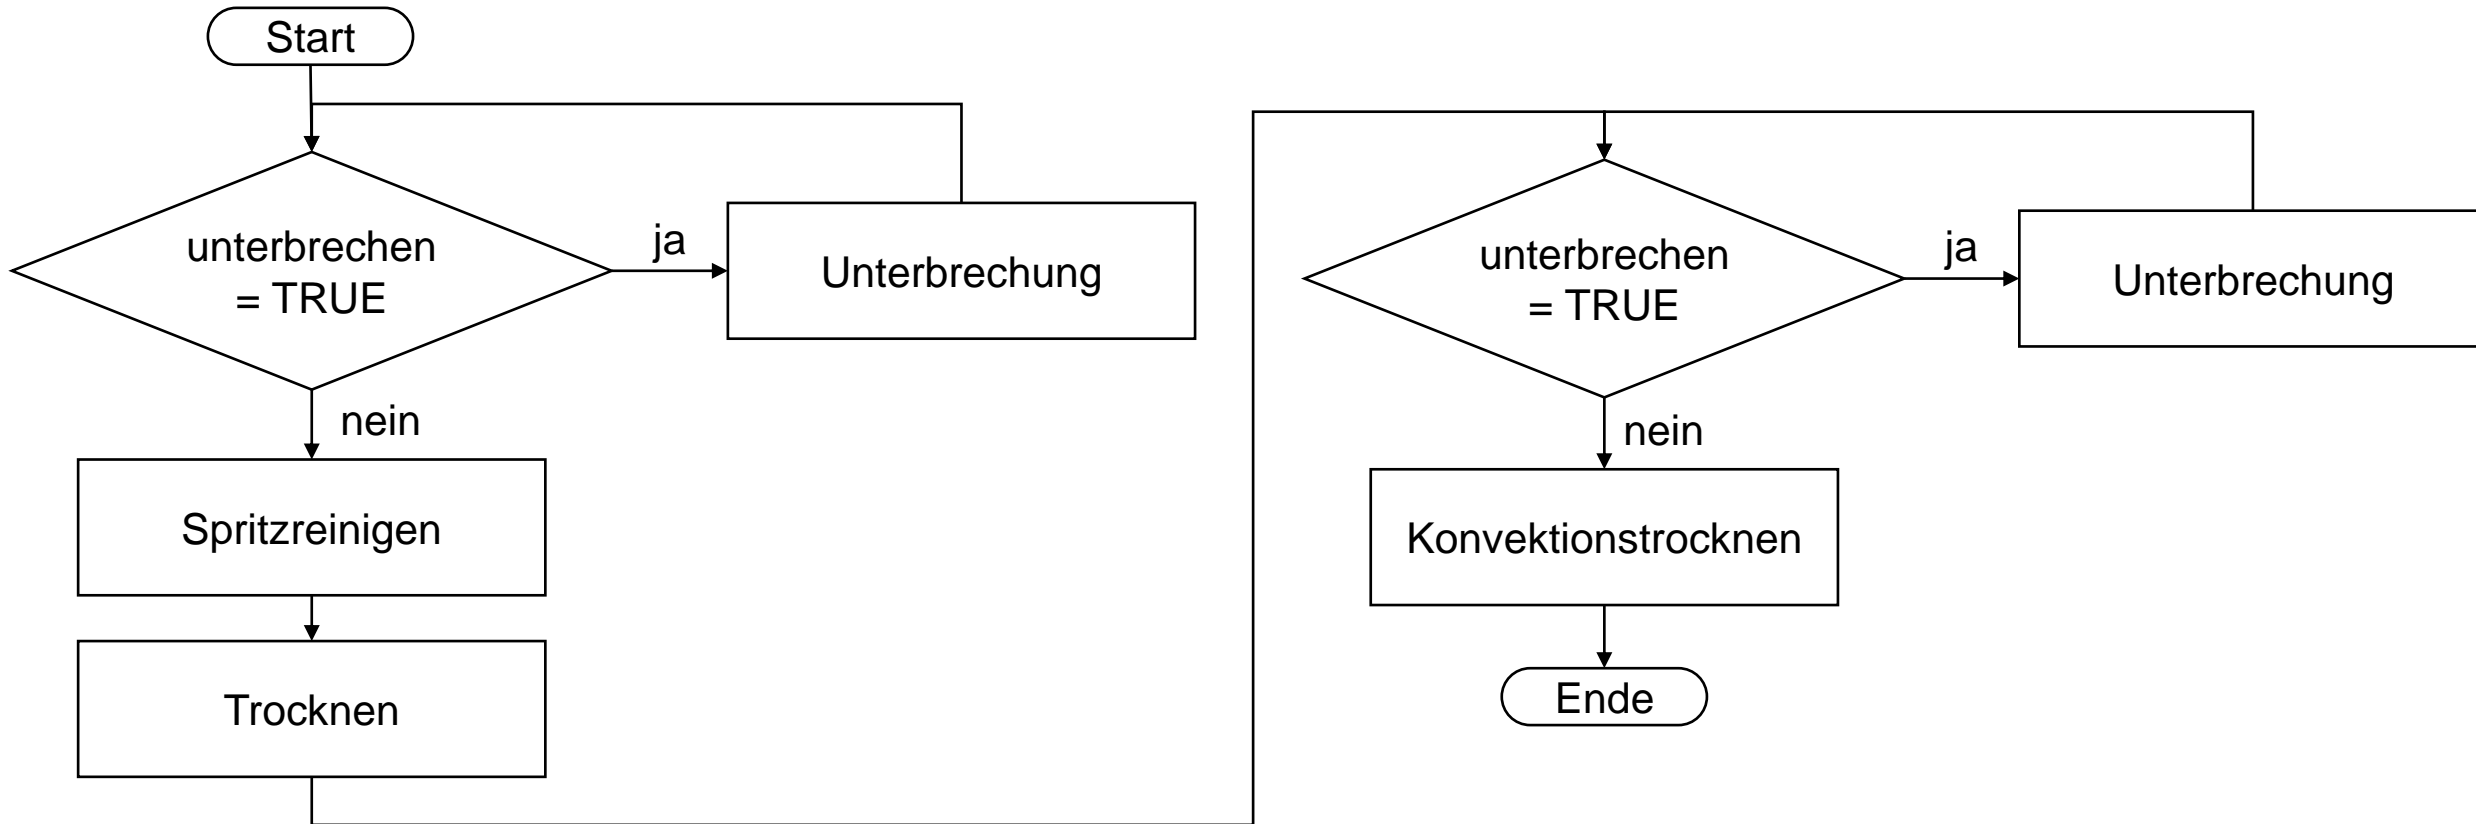 Start
unterbrechen
= TRUE
ja
Unterbrechung
nein
Spritzreinigen
Trocknen
unterbrechen
= TRUE
ja
Unterbrechung
nein
Konvektionstrocknen
Ende